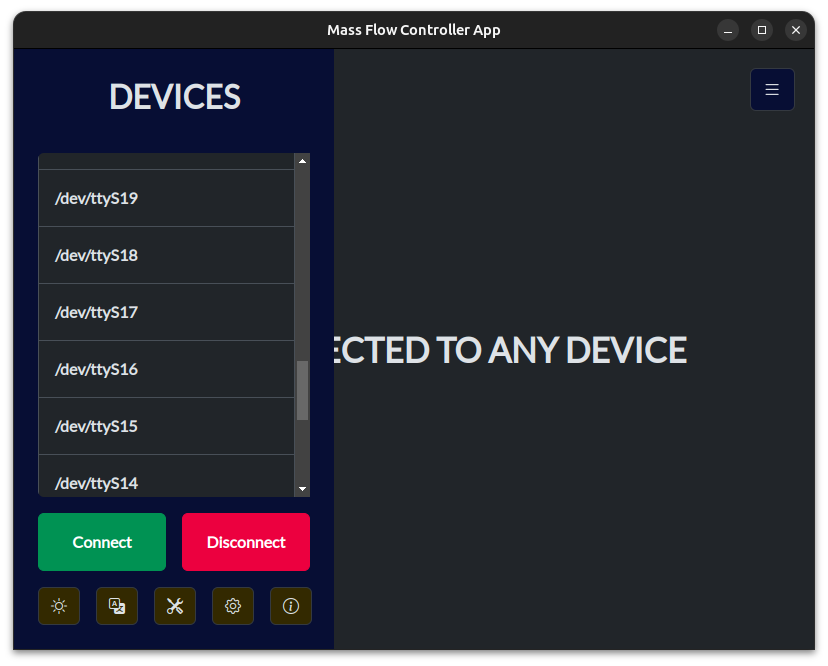 Mass Flow Controller App
DEVICES
/dev/ttyS19
/dev/ttyS18
/dev/ttyS17
/dev/ttyS16
/dev/ttyS15
/dev/ttyS14
Connect
Disconnect
ECTED TO ANY DEVICE